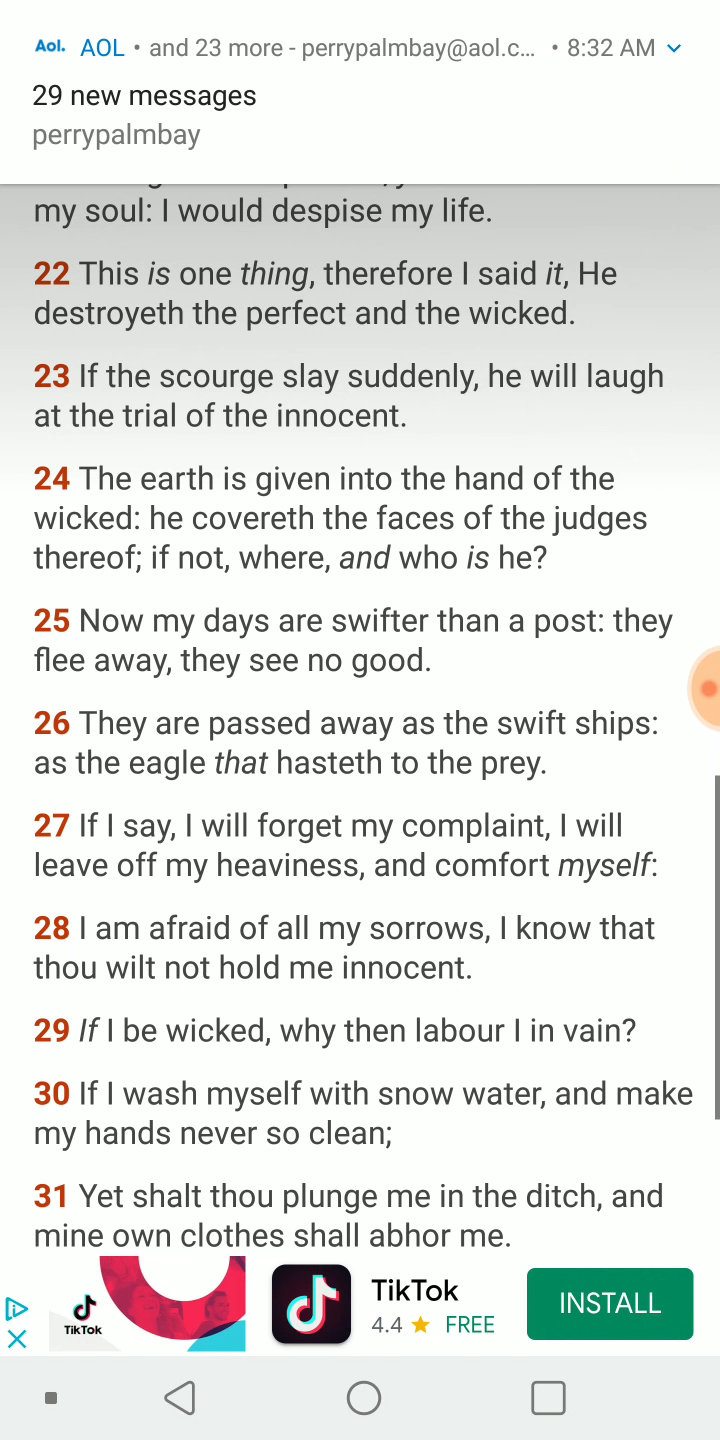 Aol. AOL • and 23 more - perrypalmbay@aol.c... • 8:32 AM
29 new messages
perrypalmbay
my soul: I would despise my life.
22 This is one thing, therefore I said it, He
destroyeth the perfect and the wicked.
23 If the scourge slay suddenly, he will laugh
at the trial of the innocent.
24 The earth is given into the hand of the
wicked: he covereth the faces of the judges
thereof; if not, where, and who is he?
25 Now my days are swifter than a post: they
flee away, they see no good.
26 They are passed away as the swift ships:
as the eagle that hasteth to the prey.
27 If I say, I will forget my complaint, I will
leave off my heaviness, and comfort myself:
28 I am afraid of all my sorrows, I know that
thou wilt not hold me innocent.
29 If I be wicked, why then labour I in vain?
30 If I wash myself with snow water, and make
my hands never so clean;
31 Yet shalt thou plunge me in the ditch, and
mine own clothes shall abhor me.
TikTok
TikTok
4.4 ★ FREE
INSTALL